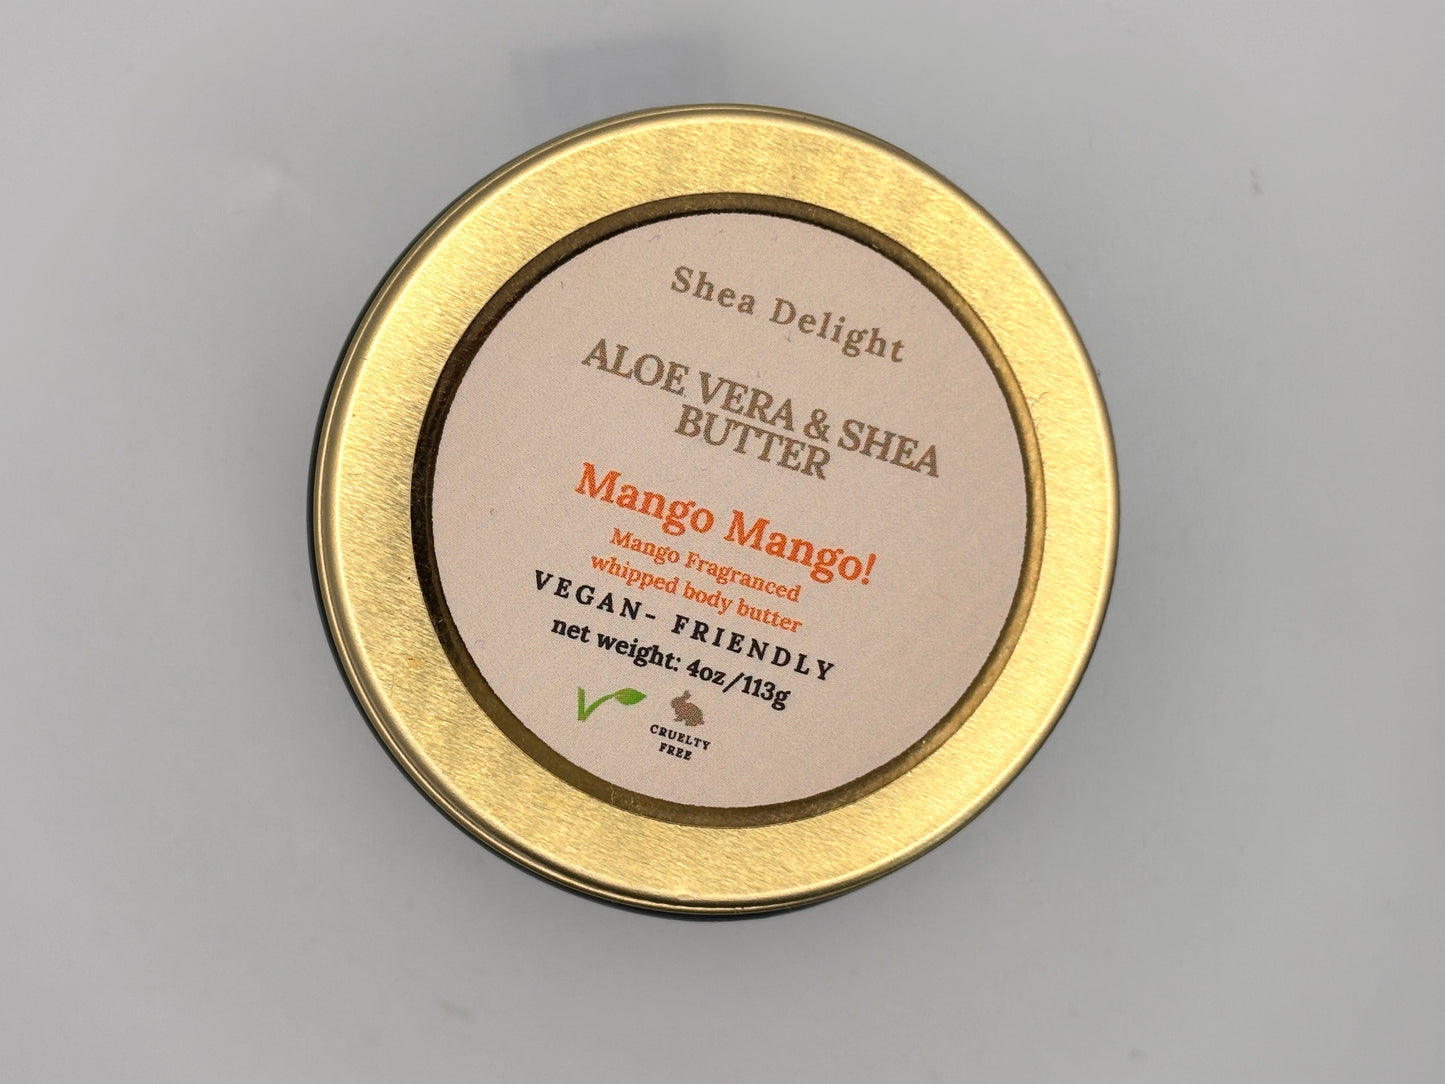 Shea Delight
ALOE VERA & SHEA
BUTTER
Mango Mango!
Mango Fragranced
whipped body butter
VEGAN- FRIENDLY
net weight: 4oz/113g
CRUELTY
FREE